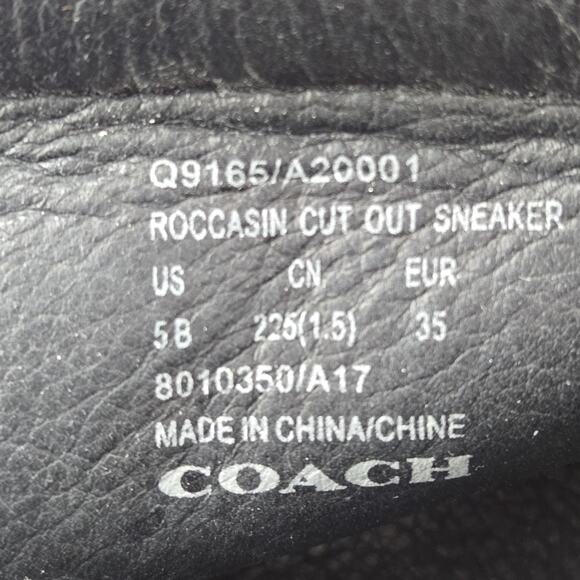 Q9165/A20001
ROCCASIN CUT OUT SNEAKER
US CN. EUR
5 B 225(1.5) 35
8010350/A17
MADE IN CHINA/CHINE
COACH